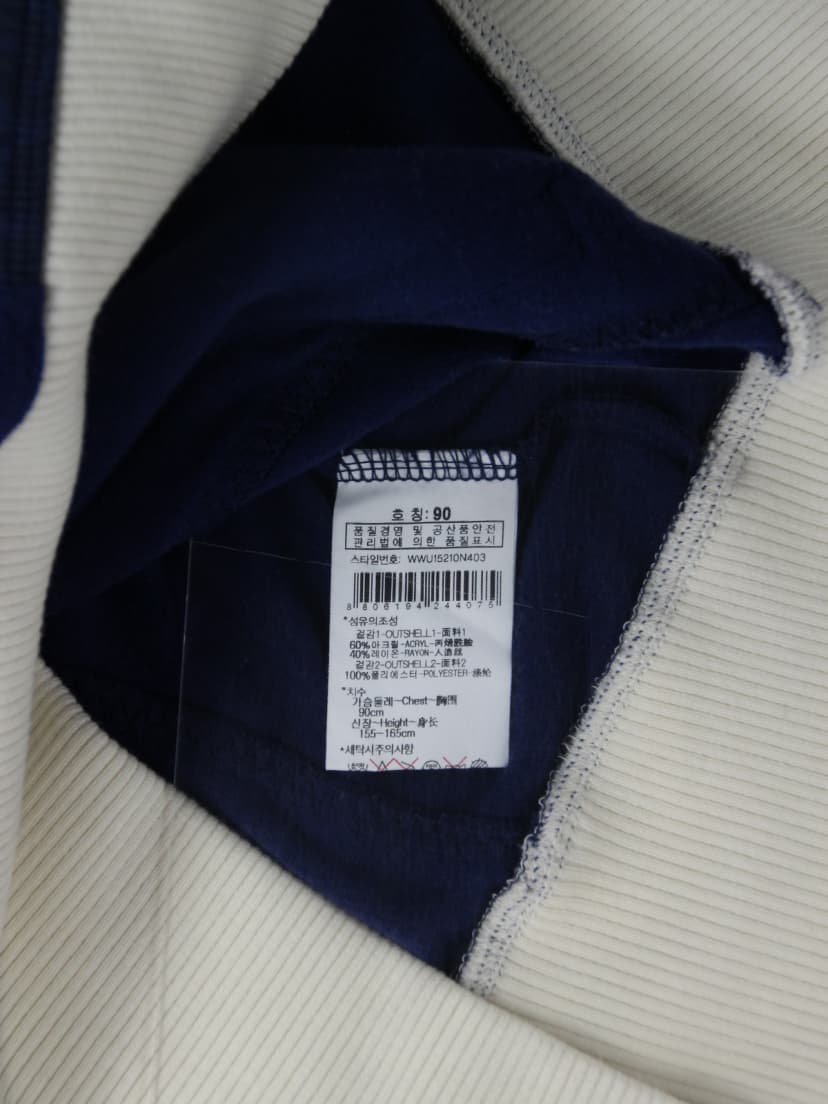 호 칭: 90
품질경영 및 공산품안전
관리법에 의한 품질표시
스타일번호: WWU15210N403
8 806194 244075
*섬유의조성
겉감1-OUTSHELL1-面料1
60%아크릴-ACRYL-丙烯酰胺
40%레이온-RAYON-人造丝
겉감2-OUTSHELL2-面料2
100%폴리에스터-POLYESTER-涤纶
*치수
가슴둘레-Chest-胸围
90cm
신장-Height-身长
155-165cm
*세탁시주의사항